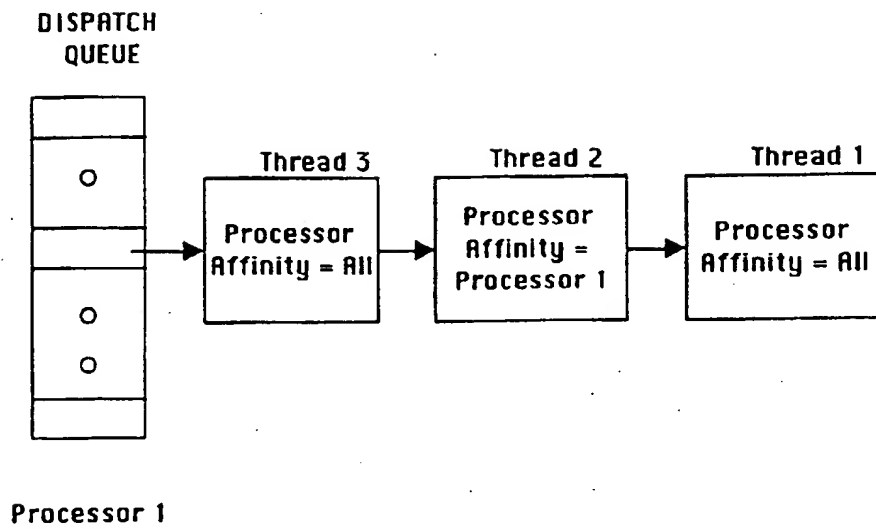 DISPATCH
QUEUE
Thread 3
Thread 2
Thread 1
Processor
Affinity = All
Processor
Affinity =
Processor 1
Processor
Affinity = All
Processor 1